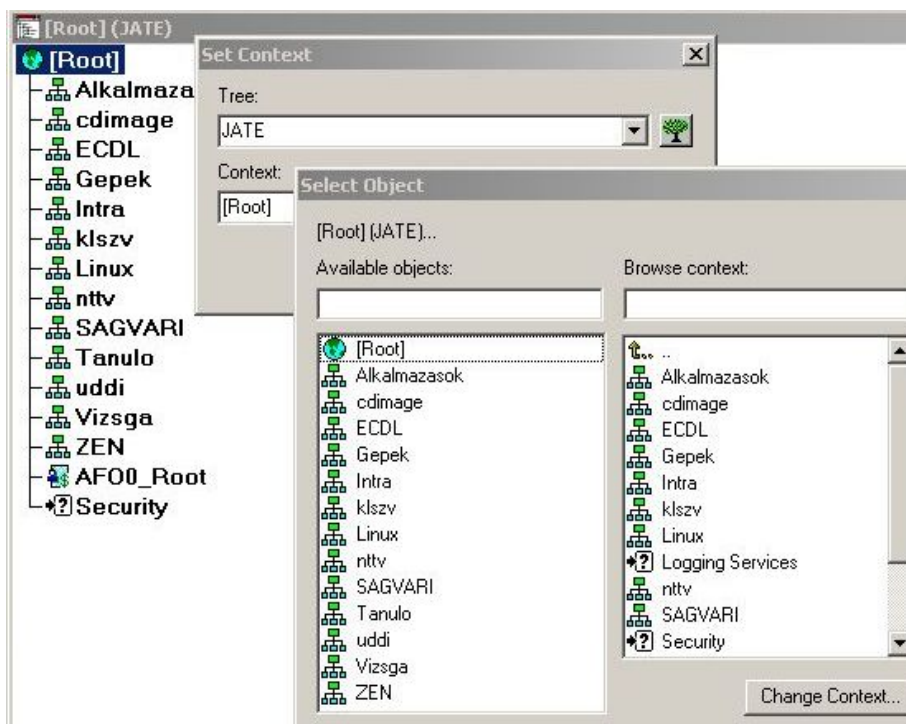 [Root] (JATE)
[Root]
Alkalmaza
cdimage
ECDL
Gepek
Intra
klszv
Linux
nttv
SAGVARI
Tanulo
uddi
Vizsga
ZEN
AFO0_Root
Security
Set Context
Tree:
JATE
Context:
[Root]
Select Object
[Root] (JATE)...
Available objects:
[Root]
Alkalmazasok
cdimage
ECDL
Gepek
Intra
klszv
Linux
nttv
SAGVARI
Tanulo
uddi
Vizsga
ZEN
Browse context:
..
Alkalmazasok
cdimage
ECDL
Gepek
Intra
klszv
Linux
Logging Services
nttv
SAGVARI
Security
Change Context...